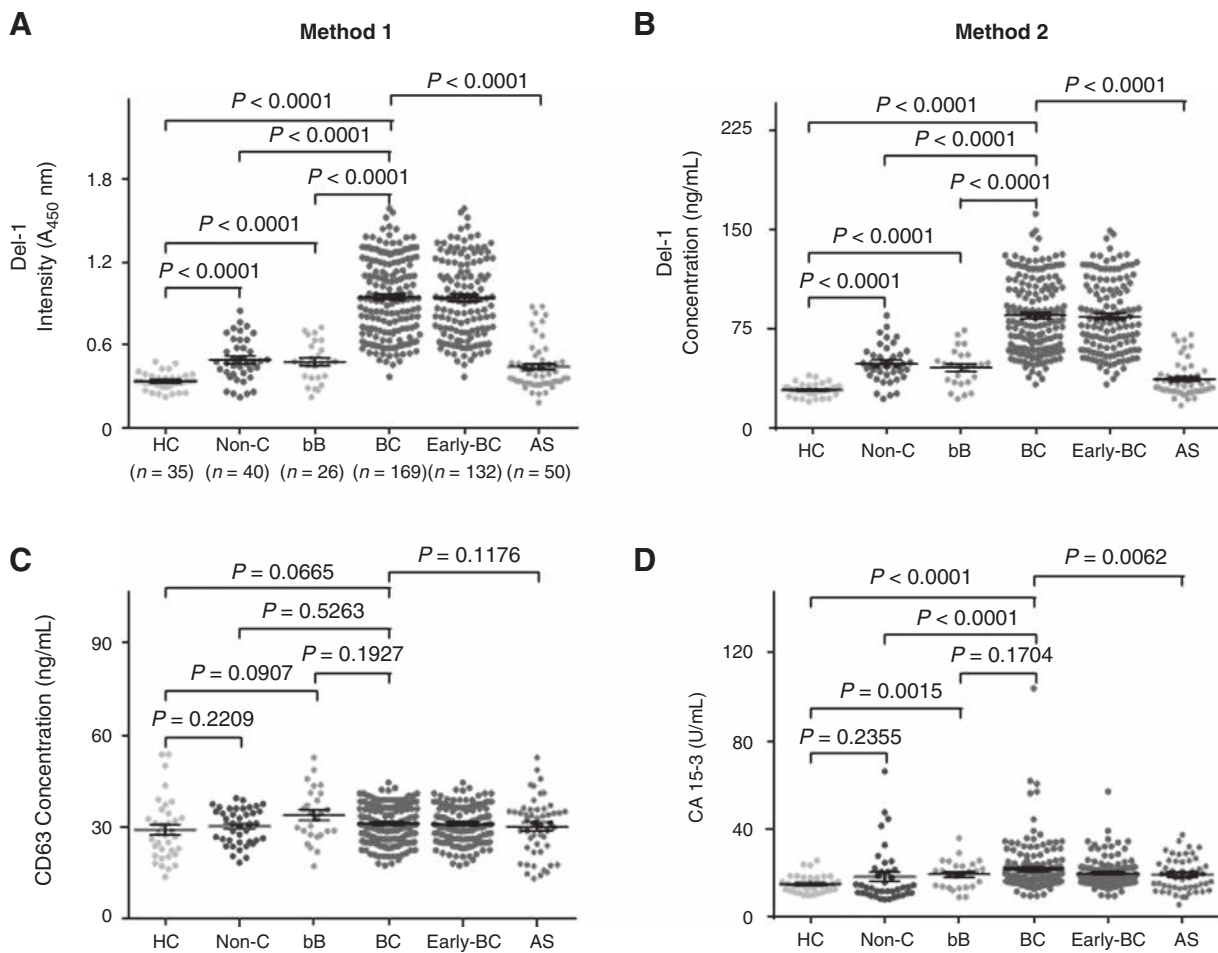 A
Method 1
P < 0.0001
P < 0.0001
P < 0.0001
P < 0.0001
P < 0.0001
P < 0.0001
Del-1
Intensity (A450 nm)
1.8
1.2
0.6
0
HC Non-C bB BC Early-BC AS
(n = 35) (n = 40) (n = 26) (n = 169) (n = 132) (n = 50)
B
Method 2
P < 0.0001
P < 0.0001
P < 0.0001
P < 0.0001
P < 0.0001
P < 0.0001
Del-1
Concentration (ng/mL)
225
150
75
0
HC Non-C bB BC Early-BC AS
C
P = 0.1176
P = 0.0665
P = 0.5263
P = 0.1927
P = 0.0907
P = 0.2209
CD63 Concentration (ng/mL)
90
60
30
0
HC Non-C bB BC Early-BC AS
D
P = 0.0062
P < 0.0001
P < 0.0001
P = 0.1704
P = 0.0015
P = 0.2355
CA 15-3 (U/mL)
120
80
40
0
HC Non-C bB BC Early-BC AS